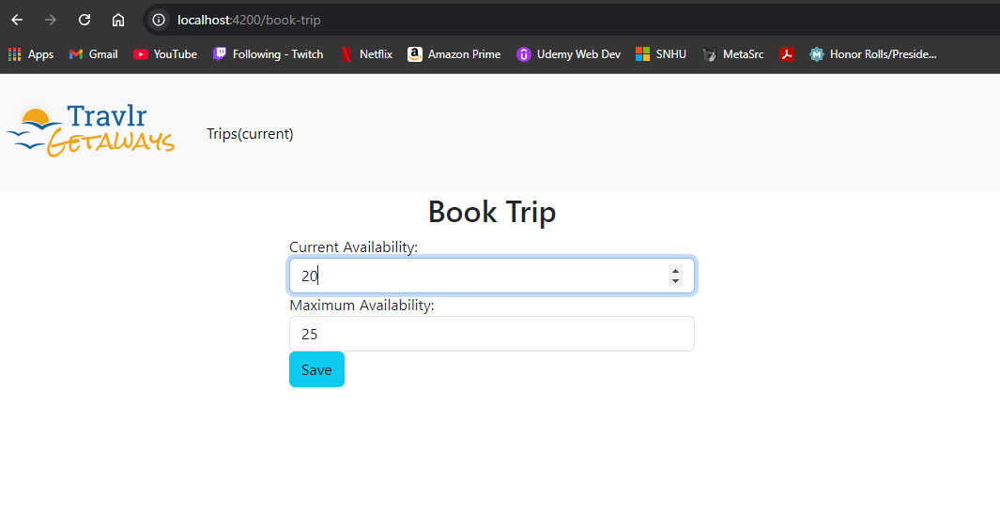 localhost:4200/book-trip
Apps Gmail YouTube Following - Twitch Netflix Amazon Prime Udemy Web Dev SNHU MetaSrc Honor Rolls/Preside...
Travlr
GETAWAYS
Trips(current)
Book Trip
Current Availability:
20
Maximum Availability:
25
Save